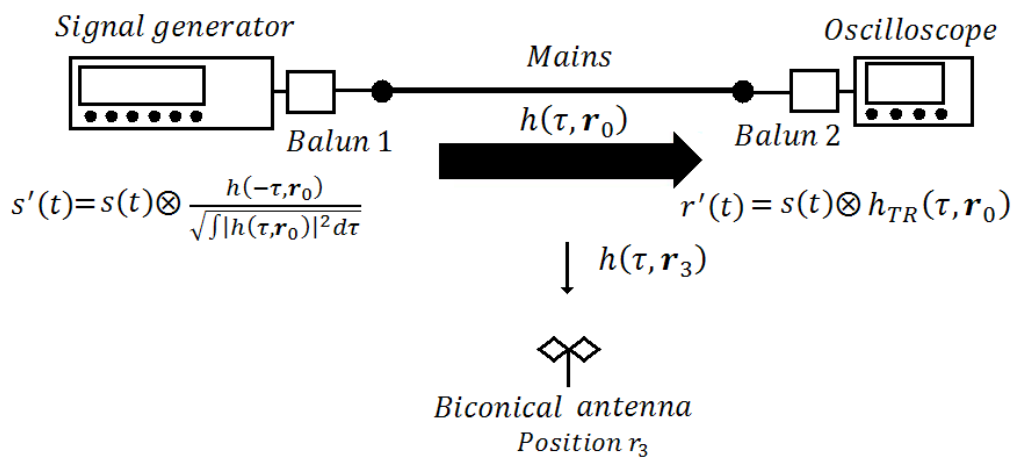 Signal generator
Oscilloscope
Mains
h(τ, r₀)
Balun 1
Balun 2
s′(t)=s(t)⊗ h(−τ,r₀) / √∫|h(τ,r₀)|²dτ
r′(t) = s(t)⊗ h_TR(τ, r₀)
h(τ, r₃)
Biconical antenna
Position r₃